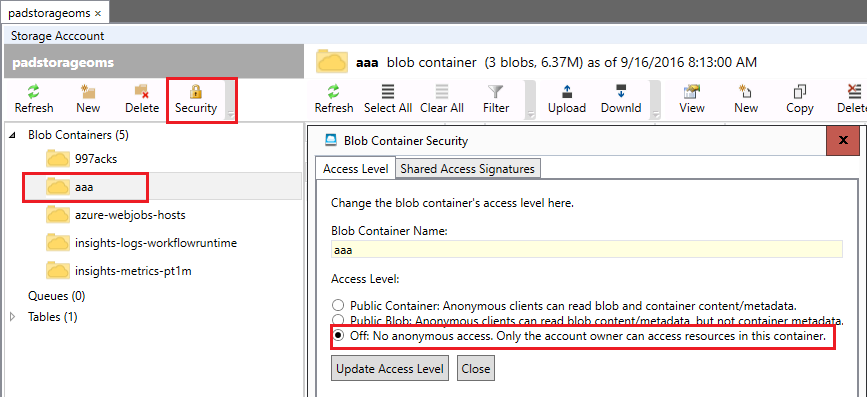 padstorageoms ×
Storage Acccount
padstorageoms
Refresh New Delete Security
Blob Containers (5)
997acks
aaa
azure-webjobs-hosts
insights-logs-workflowruntime
insights-metrics-pt1m
Queues (0)
Tables (1)
aaa blob container (3 blobs, 6.37M) as of 9/16/2016 8:13:00 AM
Refresh Select All Clear All Filter Upload Downld View New Copy Delete
Blob Container Security x
Access Level Shared Access Signatures
Change the blob container's access level here.
Blob Container Name:
aaa
Access Level:
Public Container: Anonymous clients can read blob and container content/metadata.
Public Blob: Anonymous clients can read blob content/metadata, but not container metadata.
Off: No anonymous access. Only the account owner can access resources in this container.
Update Access Level Close